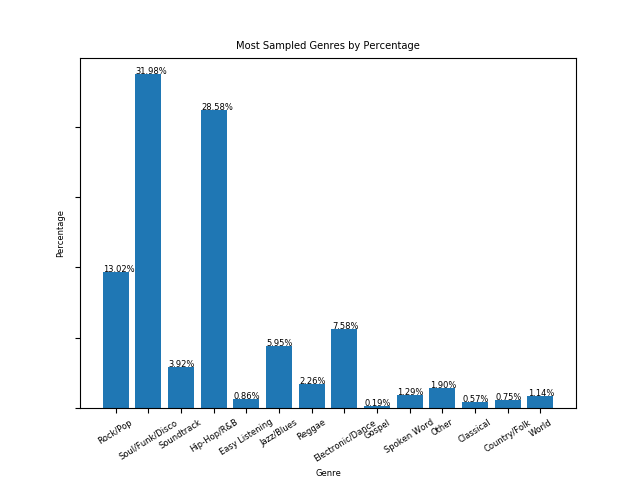 Most Sampled Genres by Percentage
Percentage
13.02%
31.98%
3.92%
28.58%
0.86%
5.95%
2.26%
7.58%
0.19%
1.29%
1.90%
0.57%
0.75%
1.14%
Rock/Pop
Soul/Funk/Disco
Soundtrack
Hip-Hop/R&B
Easy Listening
Jazz/Blues
Reggae
Electronic/Dance
Gospel
Spoken Word
Other
Classical
Country/Folk
World
Genre